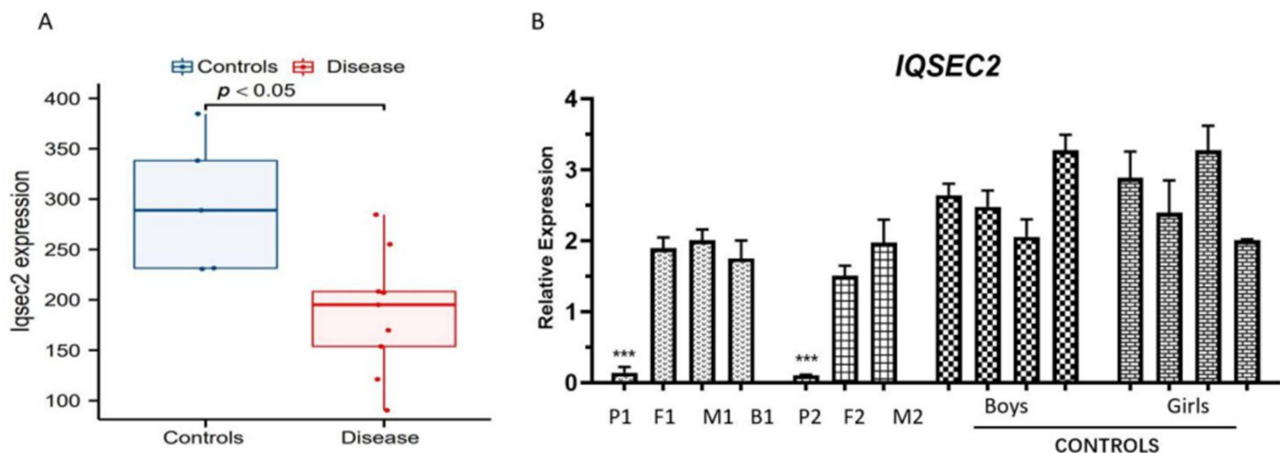 A
Controls Disease
p < 0.05
Iqsec2 expression
400
350
300
250
200
150
100
Controls Disease
B
IQSEC2
Relative Expression
4
3
2
1
0
*** ***
P1 F1 M1 B1 P2 F2 M2 Boys Girls
CONTROLS